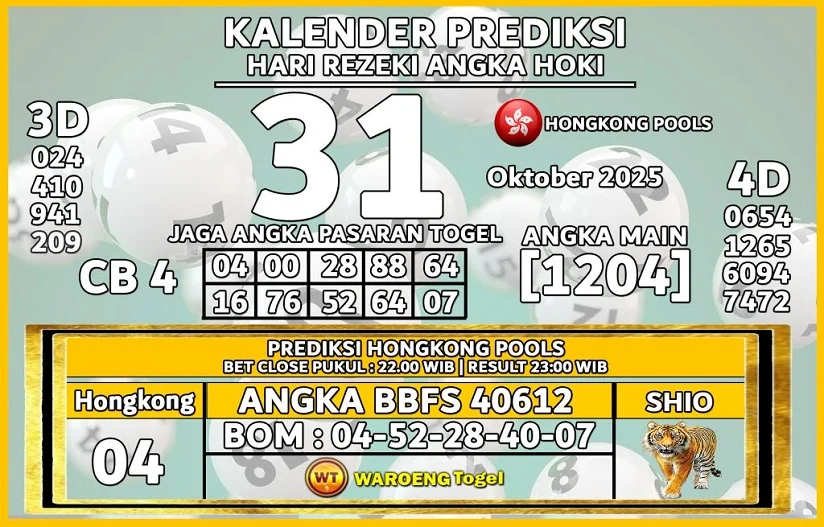 KALENDER PREDIKSI
HARI REZEKI ANGKA HOKI
31
HONGKONG POOLS
Oktober 2025
3D
024
410
941
209
4D
0654
1265
6094
7472
JAGA ANGKA PASARAN TOGEL
CB 4
04 00 28 88 64
16 76 52 64 07
ANGKA MAIN
[1204]
PREDIKSI HONGKONG POOLS
BET CLOSE PUKUL : 22.00 WIB | RESULT 23:00 WIB
Hongkong
04
ANGKA BBFS 40612
BOM : 04-52-28-40-07
WT WAROENG Togel
SHIO